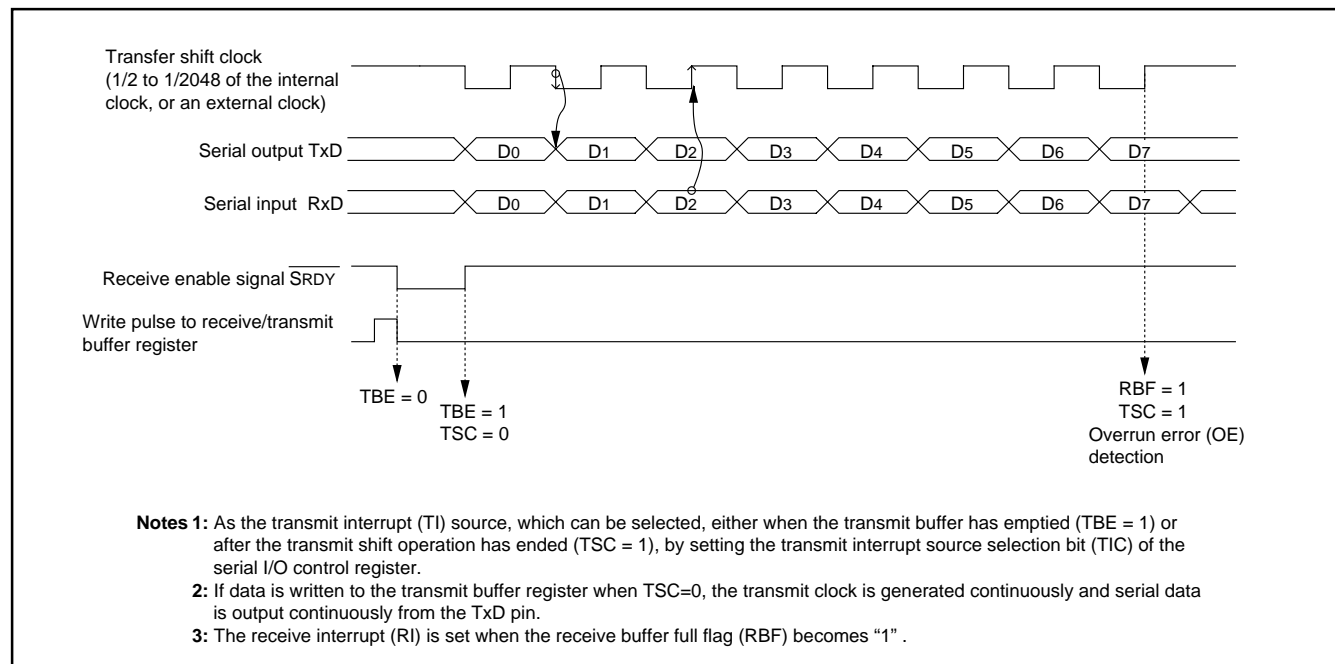 Transfer shift clock
(1/2 to 1/2048 of the internal
clock, or an external clock)
Serial output TxD
D0 D1 D2 D3 D4 D5 D6 D7
Serial input RxD
D0 D1 D2 D3 D4 D5 D6 D7
Receive enable signal SRDY
Write pulse to receive/transmit
buffer register
TBE = 0
TBE = 1
TSC = 0
RBF = 1
TSC = 1
Overrun error (OE)
detection
Notes 1: As the transmit interrupt (TI) source, which can be selected, either when the transmit buffer has emptied (TBE = 1) or
after the transmit shift operation has ended (TSC = 1), by setting the transmit interrupt source selection bit (TIC) of the
serial I/O control register.
2: If data is written to the transmit buffer register when TSC=0, the transmit clock is generated continuously and serial data
is output continuously from the TxD pin.
3: The receive interrupt (RI) is set when the receive buffer full flag (RBF) becomes “1” .